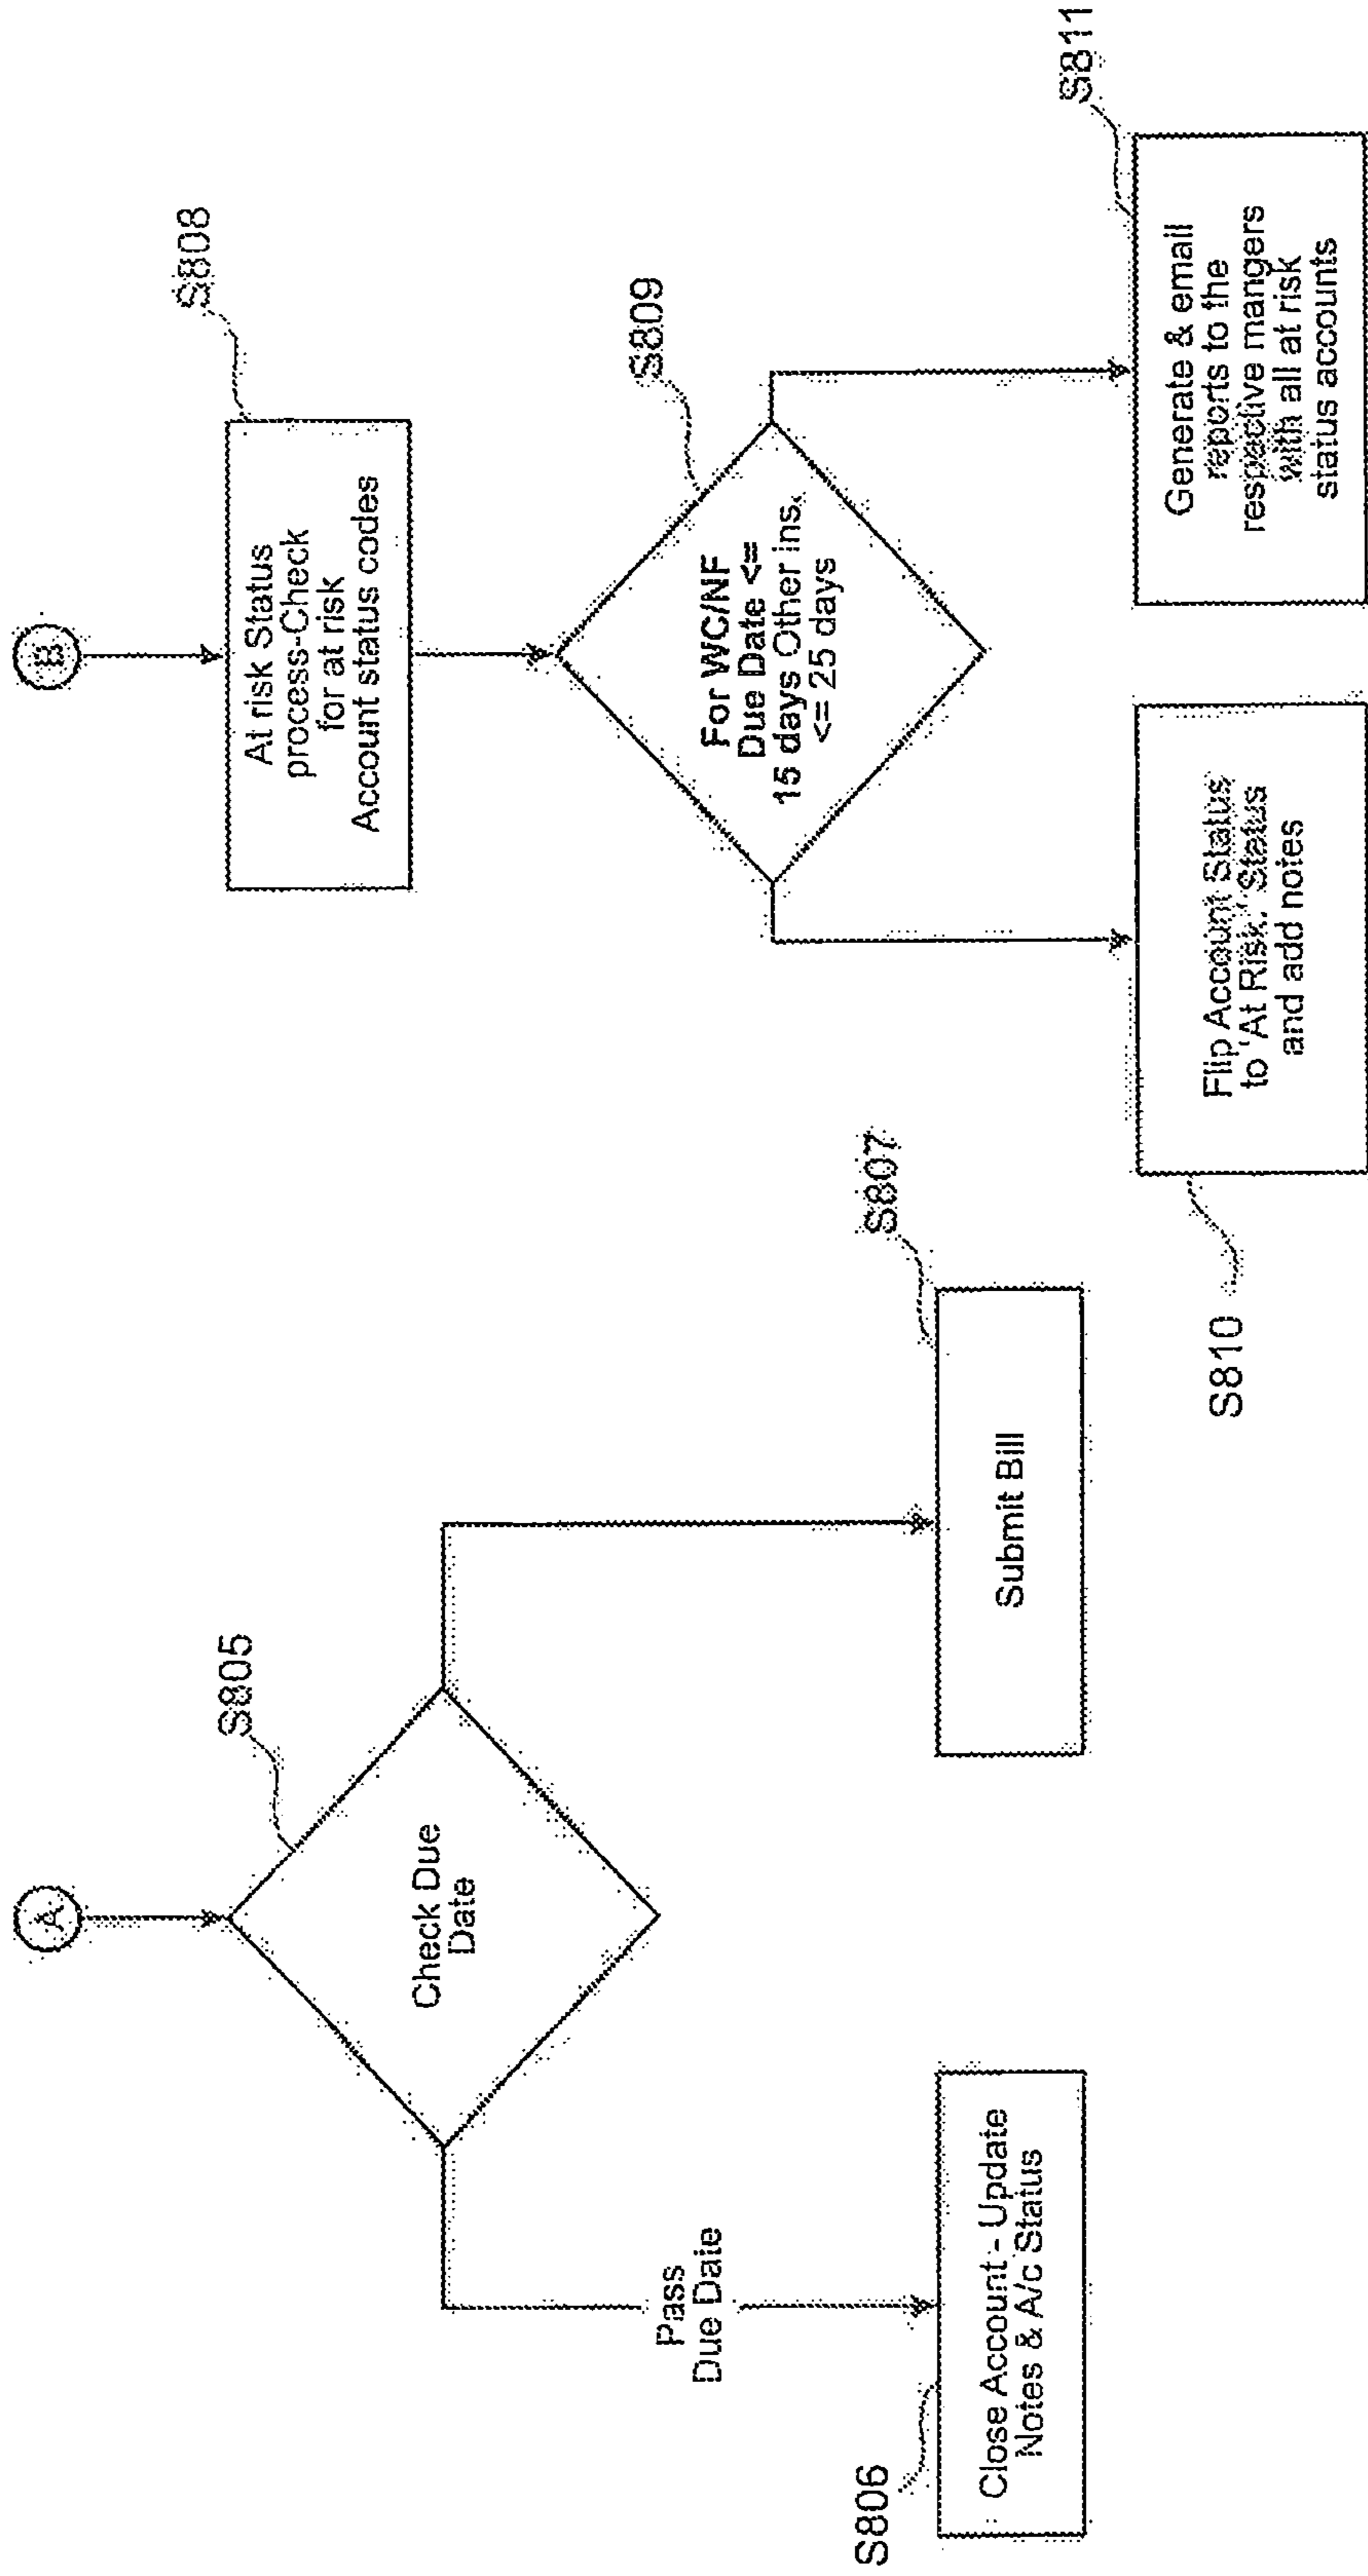 A
S805
Check Due
Date
Pass
Due Date
S806
Close Account - Update
Notes & A/c Status
S807
Submit Bill
B
S808
At risk Status
process-Check
for at risk
Account status codes
S809
For WC/NF
Due Date <=
15 days Other ins.
<= 25 days
S810
Flip Account Status
to 'At Risk' Status
and add notes
S811
Generate & email
reports to the
respective mangers
with all at risk
status accounts